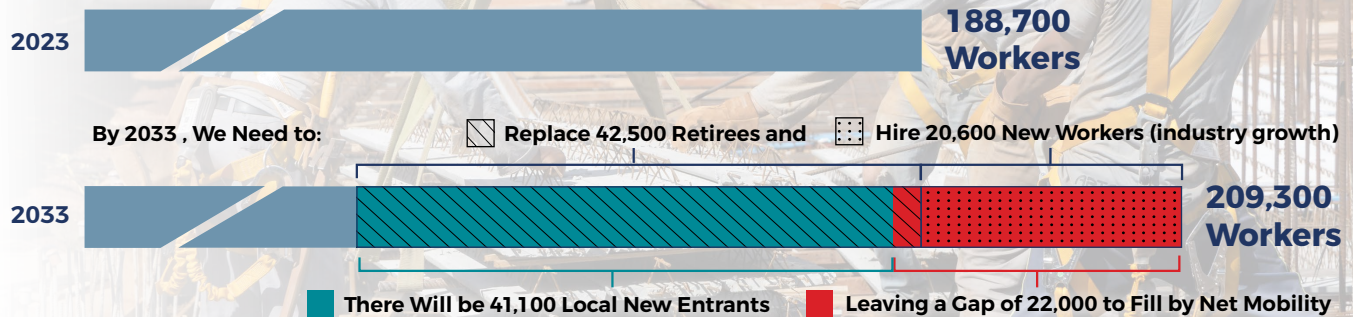 2023
188,700
Workers
By 2033 , We Need to:
Replace 42,500 Retirees and
Hire 20,600 New Workers (industry growth)
2033
209,300
Workers
There Will be 41,100 Local New Entrants
Leaving a Gap of 22,000 to Fill by Net Mobility